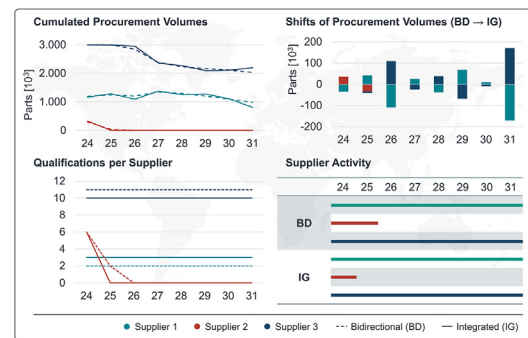 Cumulated Procurement Volumes
Parts [10³]
3.000
2.000
1.000
0
24 25 26 27 28 29 30 31
Shifts of Procurement Volumes (BD → IG)
Parts [10³]
200
100
0
-100
-200
24 25 26 27 28 29 30 31
Qualifications per Supplier
12
10
8
6
4
2
0
24 25 26 27 28 29 30 31
Supplier Activity
24 25 26 27 28 29 30 31
BD
IG
Supplier 1 Supplier 2 Supplier 3 Bidirectional (BD) Integrated (IG)